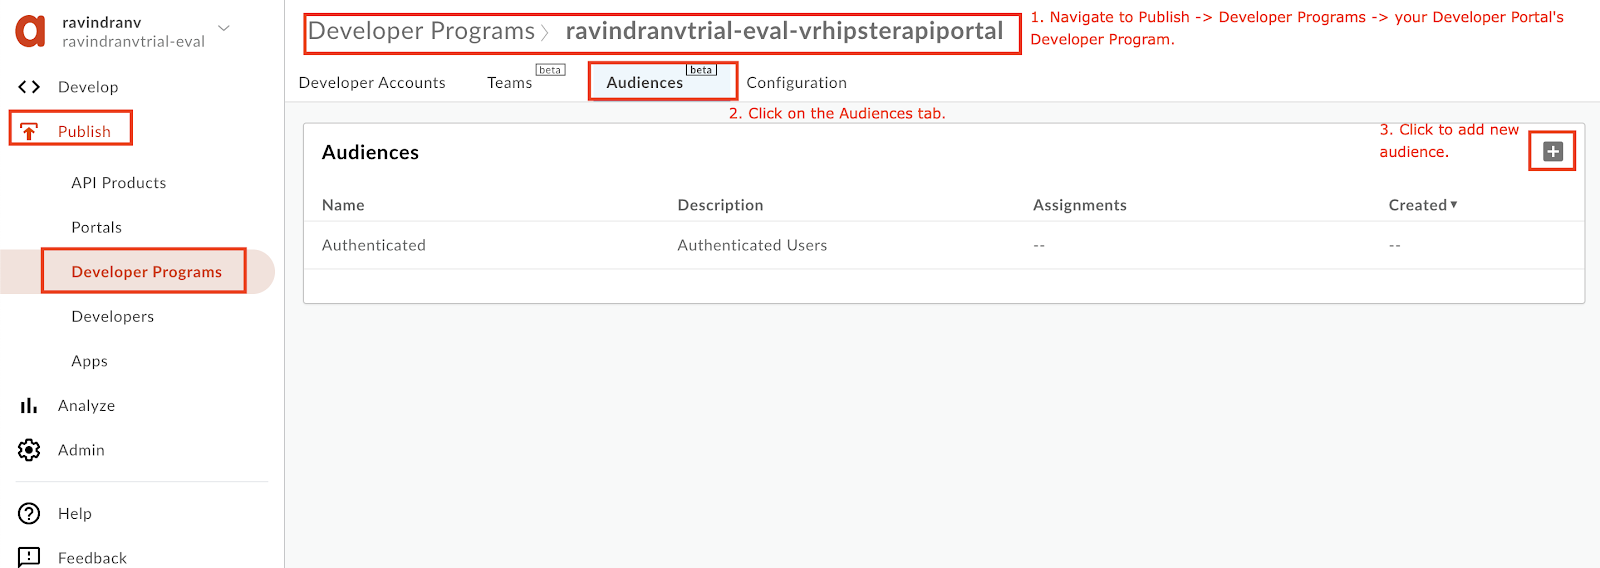 ravindranv
ravindranvtrial-eval
Develop
Publish
API Products
Portals
Developer Programs
Developers
Apps
Analyze
Admin
Help
Feedback
Developer Programs > ravindranvtrial-eval-vrhipsterapiportal
1. Navigate to Publish -> Developer Programs -> your Developer Portal's
Developer Program.
Developer Accounts Teams beta Audiences beta Configuration
2. Click on the Audiences tab.
3. Click to add new
audience.
Audiences
Name Description Assignments Created
Authenticated Authenticated Users -- --